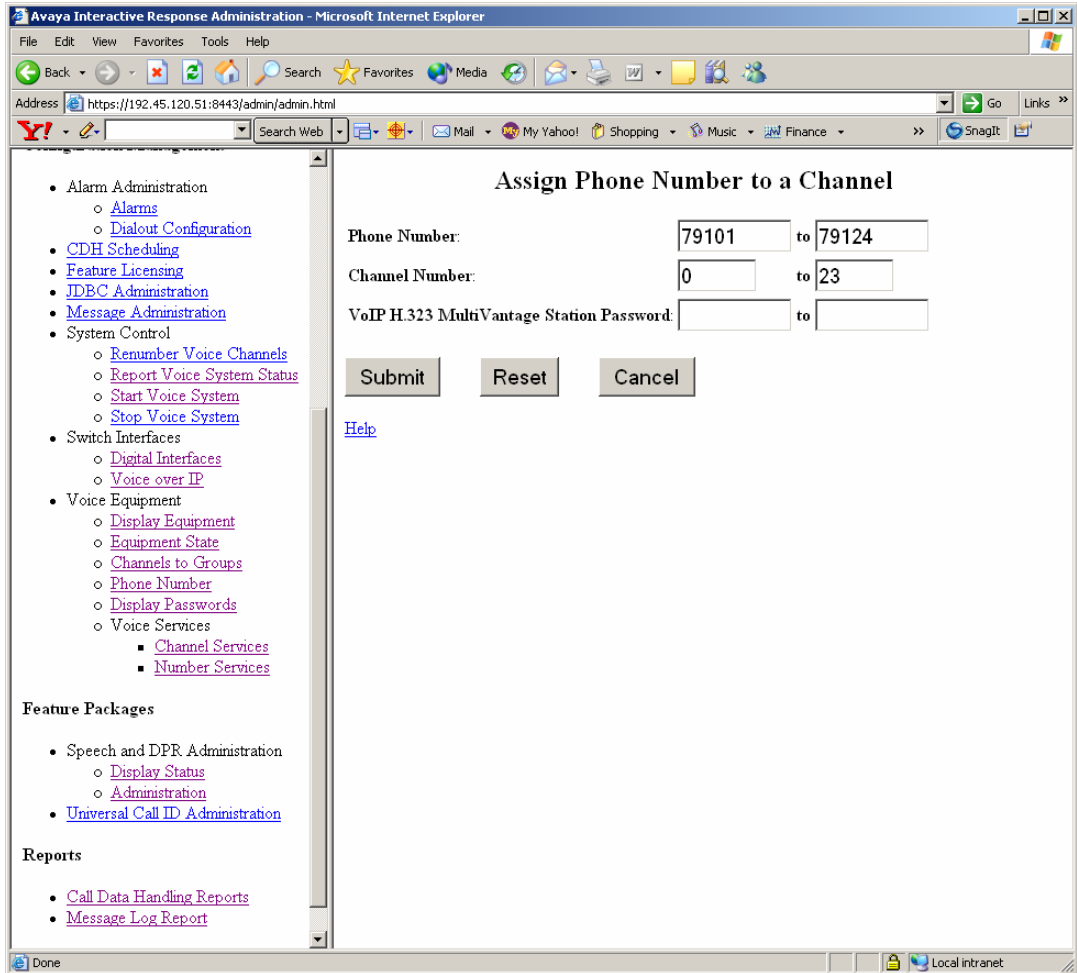 Avaya Interactive Response Administration - Microsoft Internet Explorer
File Edit View Favorites Tools Help
Back Search Favorites Media
Address https://192.45.120.51:8443/admin/admin.html Go Links »
Y! Search Web Mail My Yahoo! Shopping Music Finance » SnagIt
Alarm Administration
Alarms
Dialout Configuration
CDH Scheduling
Feature Licensing
JDBC Administration
Message Administration
System Control
Renumber Voice Channels
Report Voice System Status
Start Voice System
Stop Voice System
Switch Interfaces
Digital Interfaces
Voice over IP
Voice Equipment
Display Equipment
Equipment State
Channels to Groups
Phone Number
Display Passwords
Voice Services
Channel Services
Number Services
Feature Packages
Speech and DPR Administration
Display Status
Administration
Universal Call ID Administration
Reports
Call Data Handling Reports
Message Log Report
Assign Phone Number to a Channel
Phone Number: 79101 to 79124
Channel Number: 0 to 23
VoIP H.323 MultiVantage Station Password: to
Submit Reset Cancel
Help
Done Local intranet